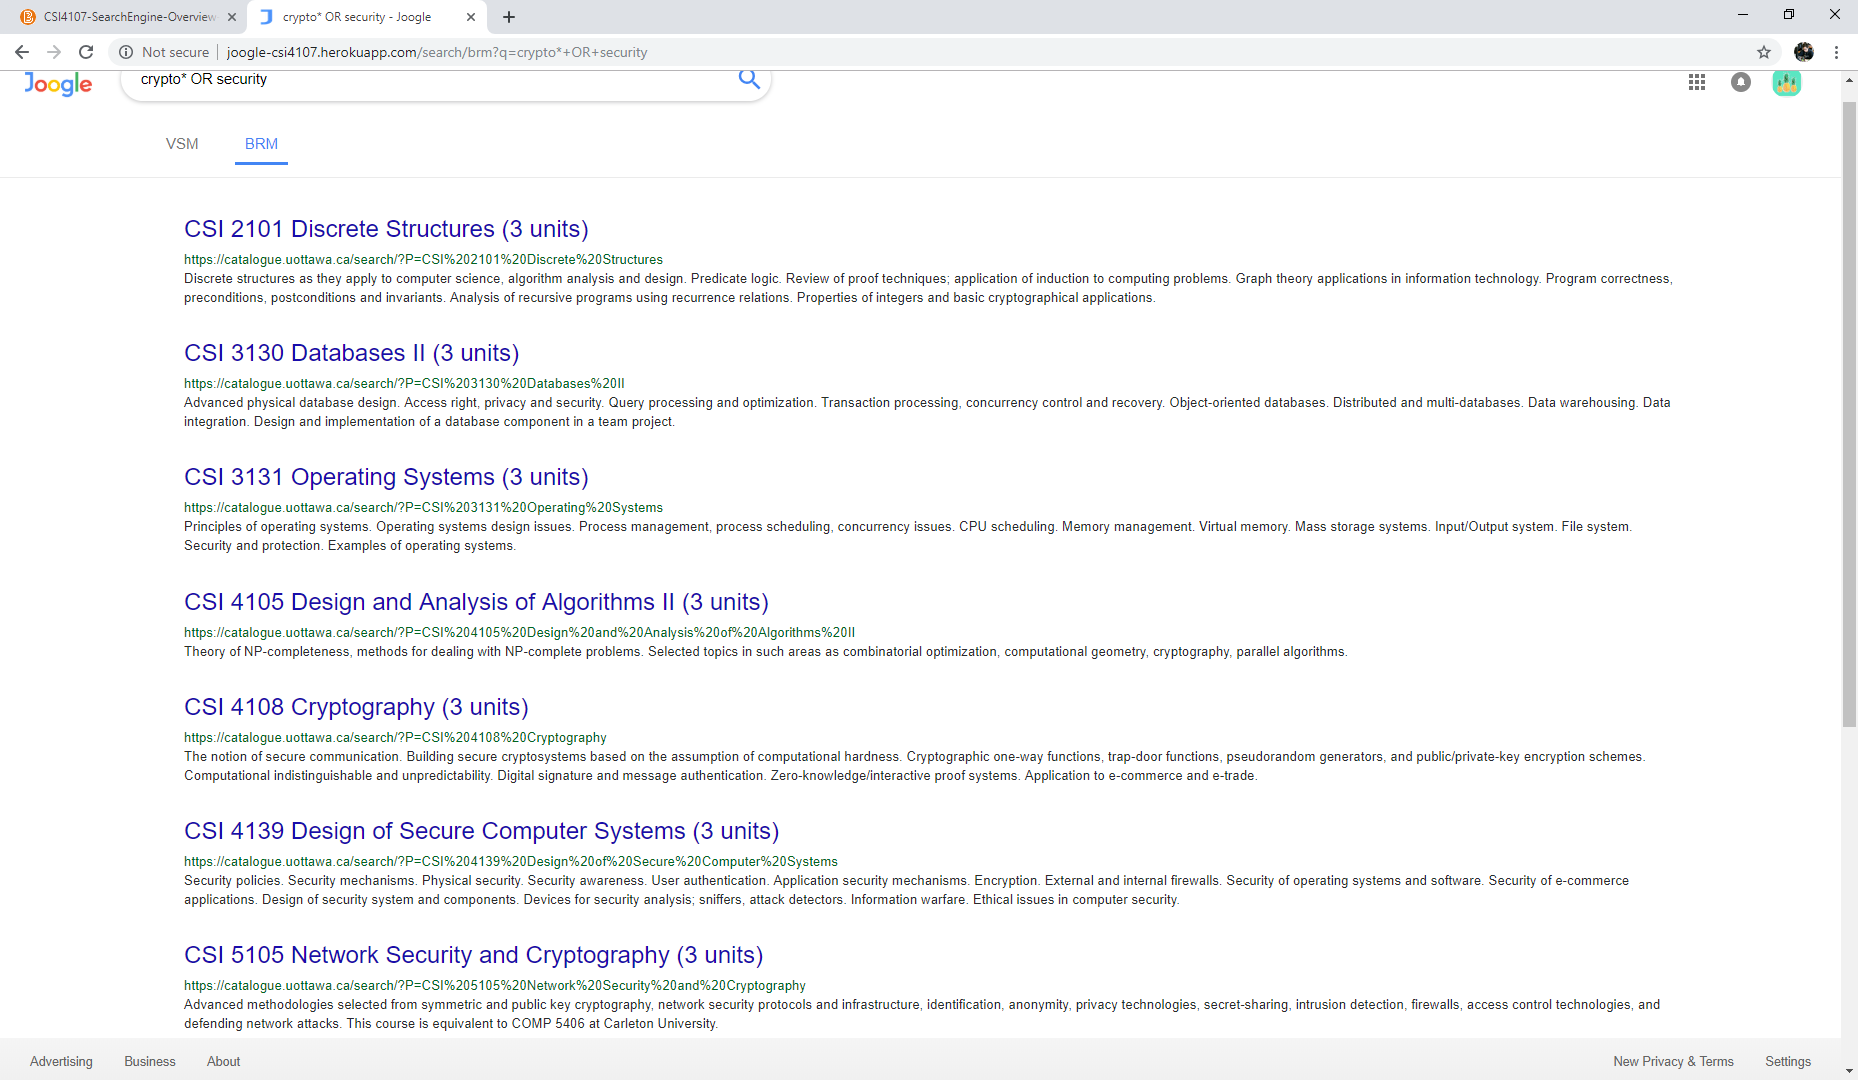 CSI4107-SearchEngine-Overview
crypto* OR security - Joogle
Not secure
joogle-csi4107.herokuapp.com/search/brm?q=crypto*+OR+security
Joogle
crypto* OR security
VSM
BRM
CSI 2101 Discrete Structures (3 units)
https://catalogue.uottawa.ca/search/?P=CSI%202101%20Discrete%20Structures
Discrete structures as they apply to computer science, algorithm analysis and design. Predicate logic. Review of proof techniques; application of induction to computing problems. Graph theory applications in information technology. Program correctness,
preconditions, postconditions and invariants. Analysis of recursive programs using recurrence relations. Properties of integers and basic cryptographical applications.
CSI 3130 Databases II (3 units)
https://catalogue.uottawa.ca/search/?P=CSI%203130%20Databases%20II
Advanced physical database design. Access right, privacy and security. Query processing and optimization. Transaction processing, concurrency control and recovery. Object-oriented databases. Distributed and multi-databases. Data warehousing. Data
integration. Design and implementation of a database component in a team project.
CSI 3131 Operating Systems (3 units)
https://catalogue.uottawa.ca/search/?P=CSI%203131%20Operating%20Systems
Principles of operating systems. Operating systems design issues. Process management, process scheduling, concurrency issues. CPU scheduling. Memory management. Virtual memory. Mass storage systems. Input/Output system. File system.
Security and protection. Examples of operating systems.
CSI 4105 Design and Analysis of Algorithms II (3 units)
https://catalogue.uottawa.ca/search/?P=CSI%204105%20Design%20and%20Analysis%20of%20Algorithms%20II
Theory of NP-completeness, methods for dealing with NP-complete problems. Selected topics in such areas as combinatorial optimization, computational geometry, cryptography, parallel algorithms.
CSI 4108 Cryptography (3 units)
https://catalogue.uottawa.ca/search/?P=CSI%204108%20Cryptography
The notion of secure communication. Building secure cryptosystems based on the assumption of computational hardness. Cryptographic one-way functions, trap-door functions, pseudorandom generators, and public/private-key encryption schemes.
Computational indistinguishable and unpredictability. Digital signature and message authentication. Zero-knowledge/interactive proof systems. Application to e-commerce and e-trade.
CSI 4139 Design of Secure Computer Systems (3 units)
https://catalogue.uottawa.ca/search/?P=CSI%204139%20Design%20of%20Secure%20Computer%20Systems
Security policies. Security mechanisms. Physical security. Security awareness. User authentication. Application security mechanisms. Encryption. External and internal firewalls. Security of operating systems and software. Security of e-commerce
applications. Design of security system and components. Devices for security analysis; sniffers, attack detectors. Information warfare. Ethical issues in computer security.
CSI 5105 Network Security and Cryptography (3 units)
https://catalogue.uottawa.ca/search/?P=CSI%205105%20Network%20Security%20and%20Cryptography
Advanced methodologies selected from symmetric and public key cryptography, network security protocols and infrastructure, identification, anonymity, privacy technologies, secret-sharing, intrusion detection, firewalls, access control technologies, and
defending network attacks. This course is equivalent to COMP 5406 at Carleton University.
Advertising
Business
About
New Privacy & Terms
Settings